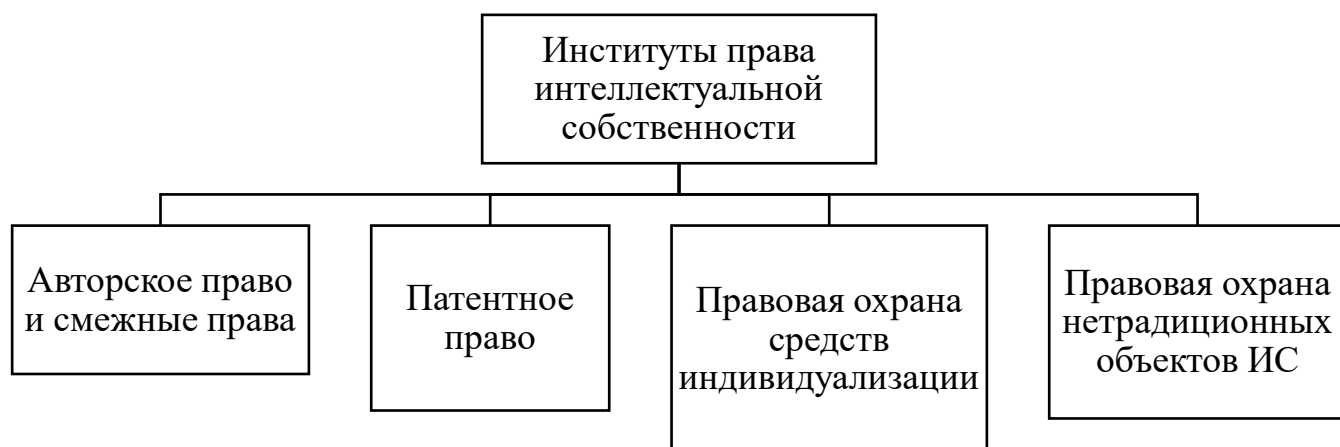 Институты права
интеллектуальной
собственности
Авторское право
и смежные права
Патентное
право
Правовая охрана
средств
индивидуализации
Правовая охрана
нетрадиционных
объектов ИС